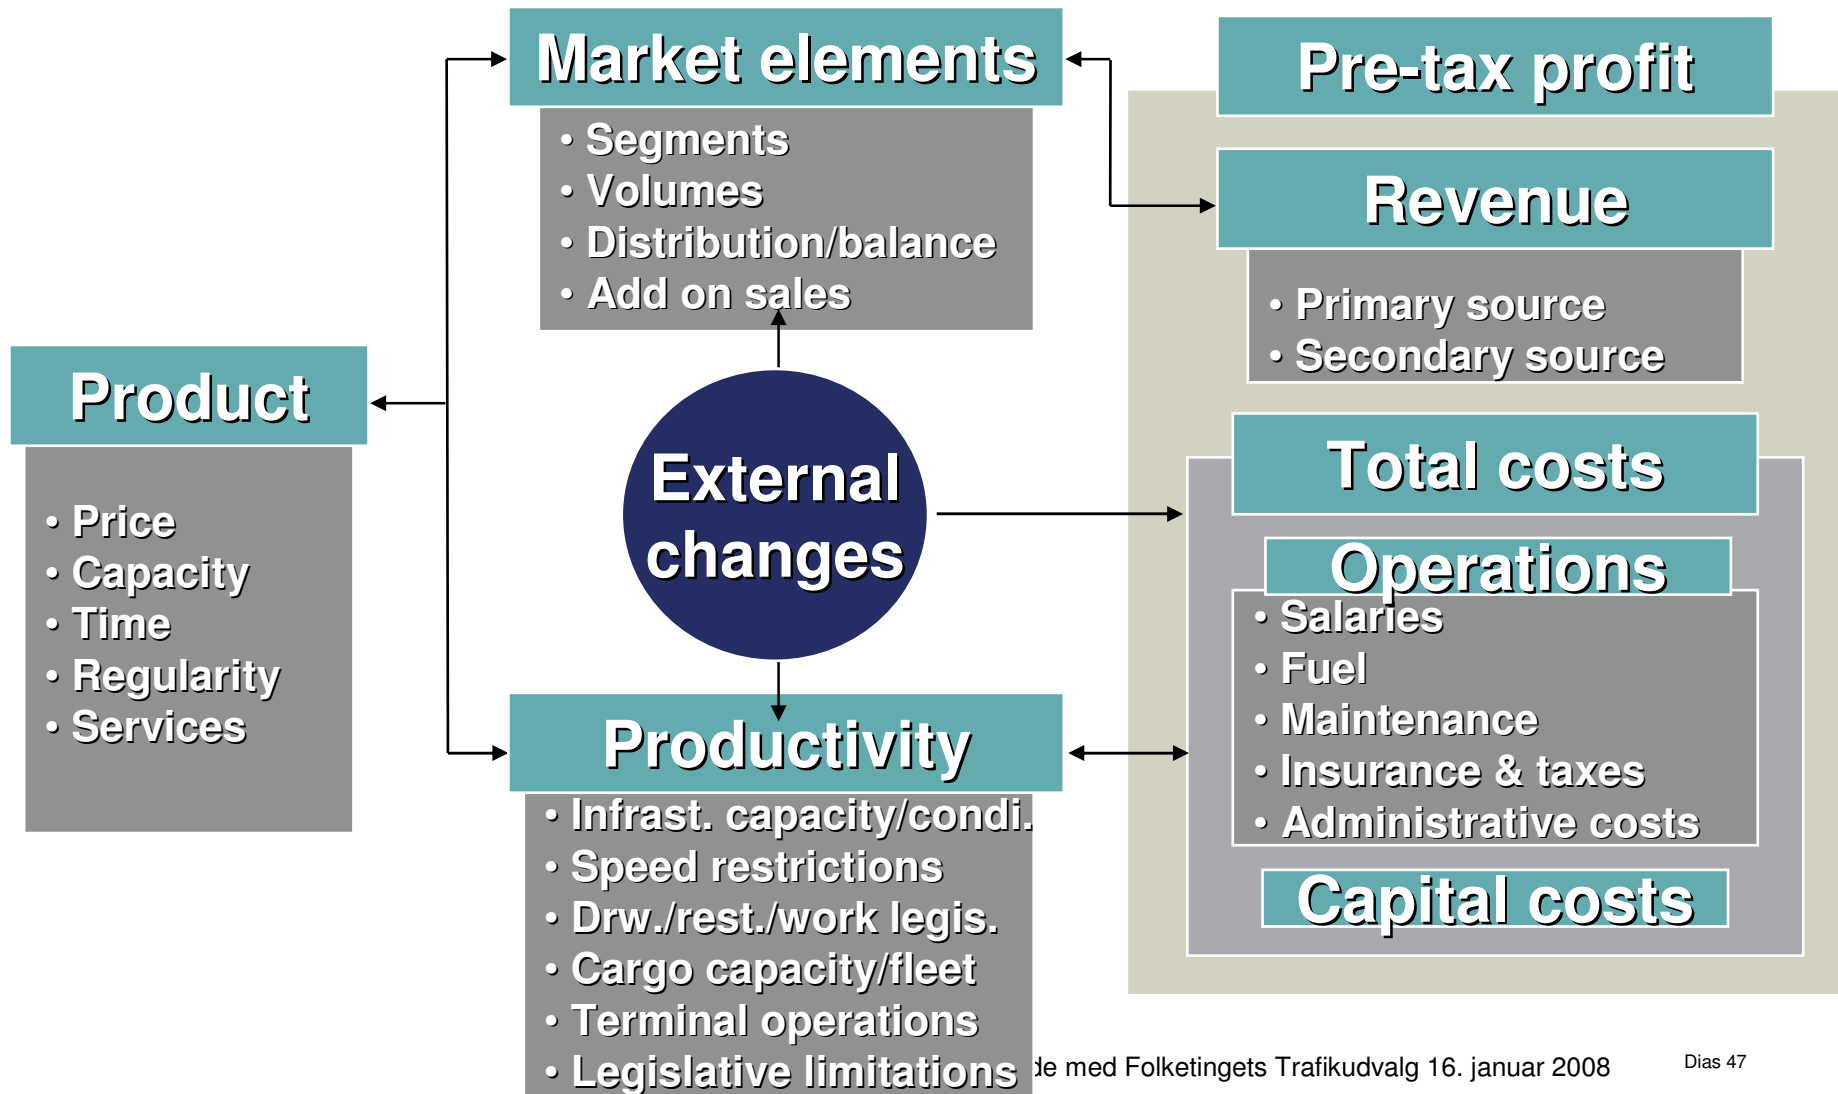 Market elements
• Segments
• Volumes
• Distribution/balance
• Add on sales
Product
• Price
• Capacity
• Time
• Regularity
• Services
External
changes
Productivity
• Infrast. capacity/condi.
• Speed restrictions
• Drw./rest./work legis.
• Cargo capacity/fleet
• Terminal operations
• Legislative limitations
Pre-tax profit
Revenue
• Primary source
• Secondary source
Total costs
Operations
• Salaries
• Fuel
• Maintenance
• Insurance & taxes
• Administrative costs
Capital costs
med Folketingets Trafikudvalg 16. januar 2008
Dias 47